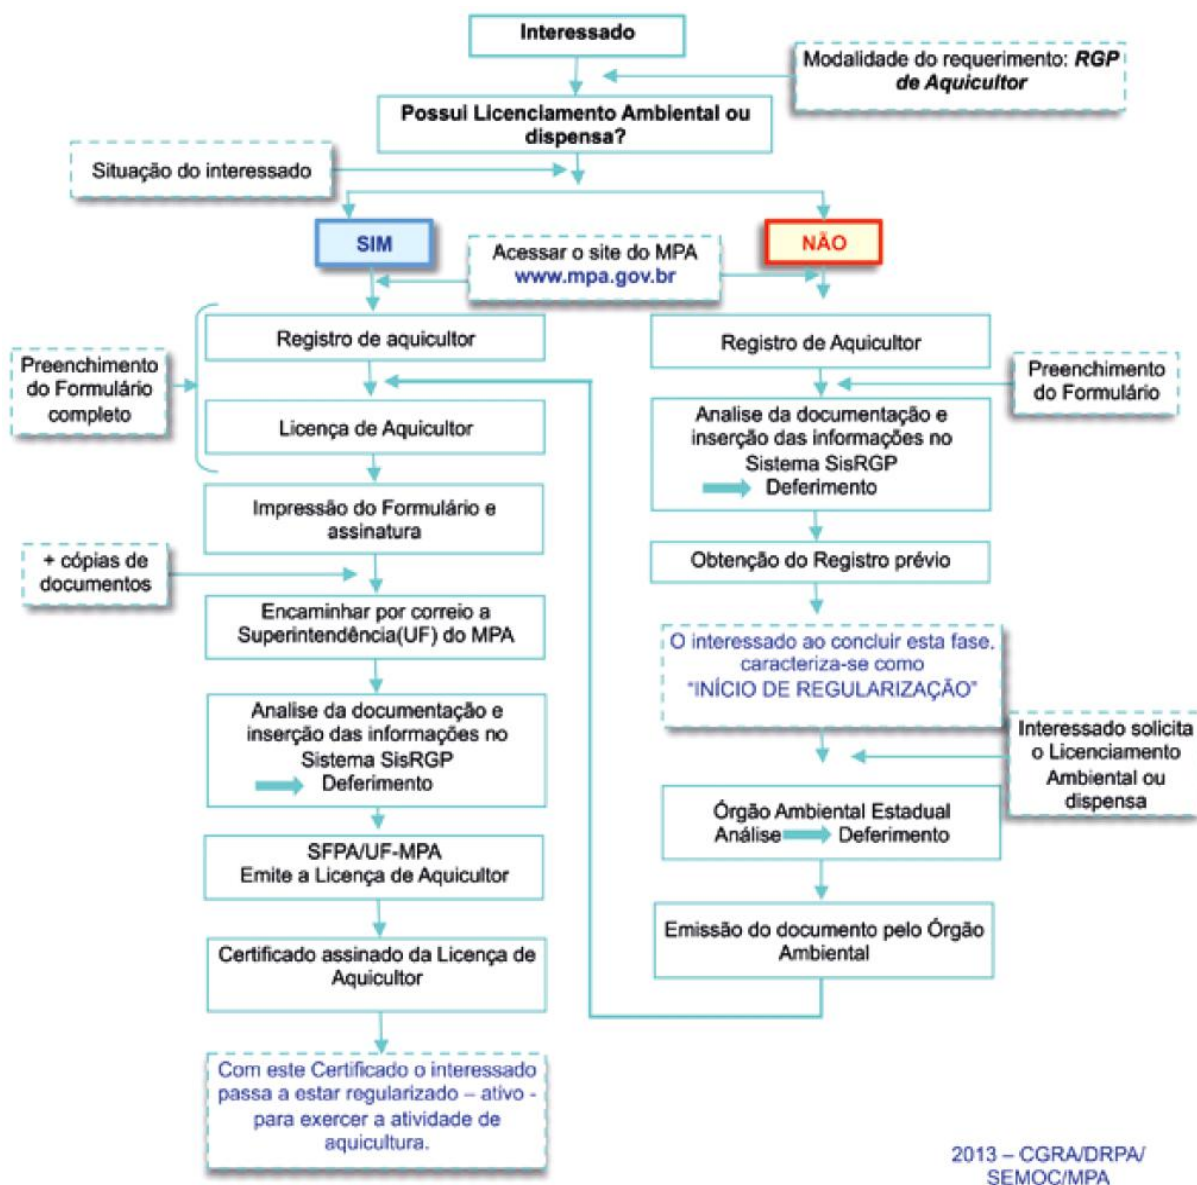 Interessado
Modalidade do requerimento: RGP
de Aquicultor
Possui Licenciamento Ambiental ou
dispensa?
Situação do interessado
SIM
Acessar o site do MPA
www.mpa.gov.br
NÃO
Registro de aquicultor
Preenchimento
do Formulário
completo
Licença de Aquicultor
Impressão do Formulário e
assinatura
+ cópias de
documentos
Encaminhar por correio a
Superintendência(UF) do MPA
Analise da documentação e
inserção das informações no
Sistema SisRGP
Deferimento
SFPA/UF-MPA
Emite a Licença de Aquicultor
Certificado assinado da Licença de
Aquicultor
Com este Certificado o interessado
passa a estar regularizado – ativo -
para exercer a atividade de
aquicultura.
Registro de Aquicultor
Preenchimento
do Formulário
Analise da documentação e
inserção das informações no
Sistema SisRGP
Deferimento
Obtenção do Registro prévio
O interessado ao concluir esta fase,
caracteriza-se como
“INÍCIO DE REGULARIZAÇÃO”
Interessado solicita
o Licenciamento
Ambiental ou
dispensa
Órgão Ambiental Estadual
Análise Deferimento
Emissão do documento pelo Órgão
Ambiental
2013 – CGRA/DRPA/
SEMOC/MPA